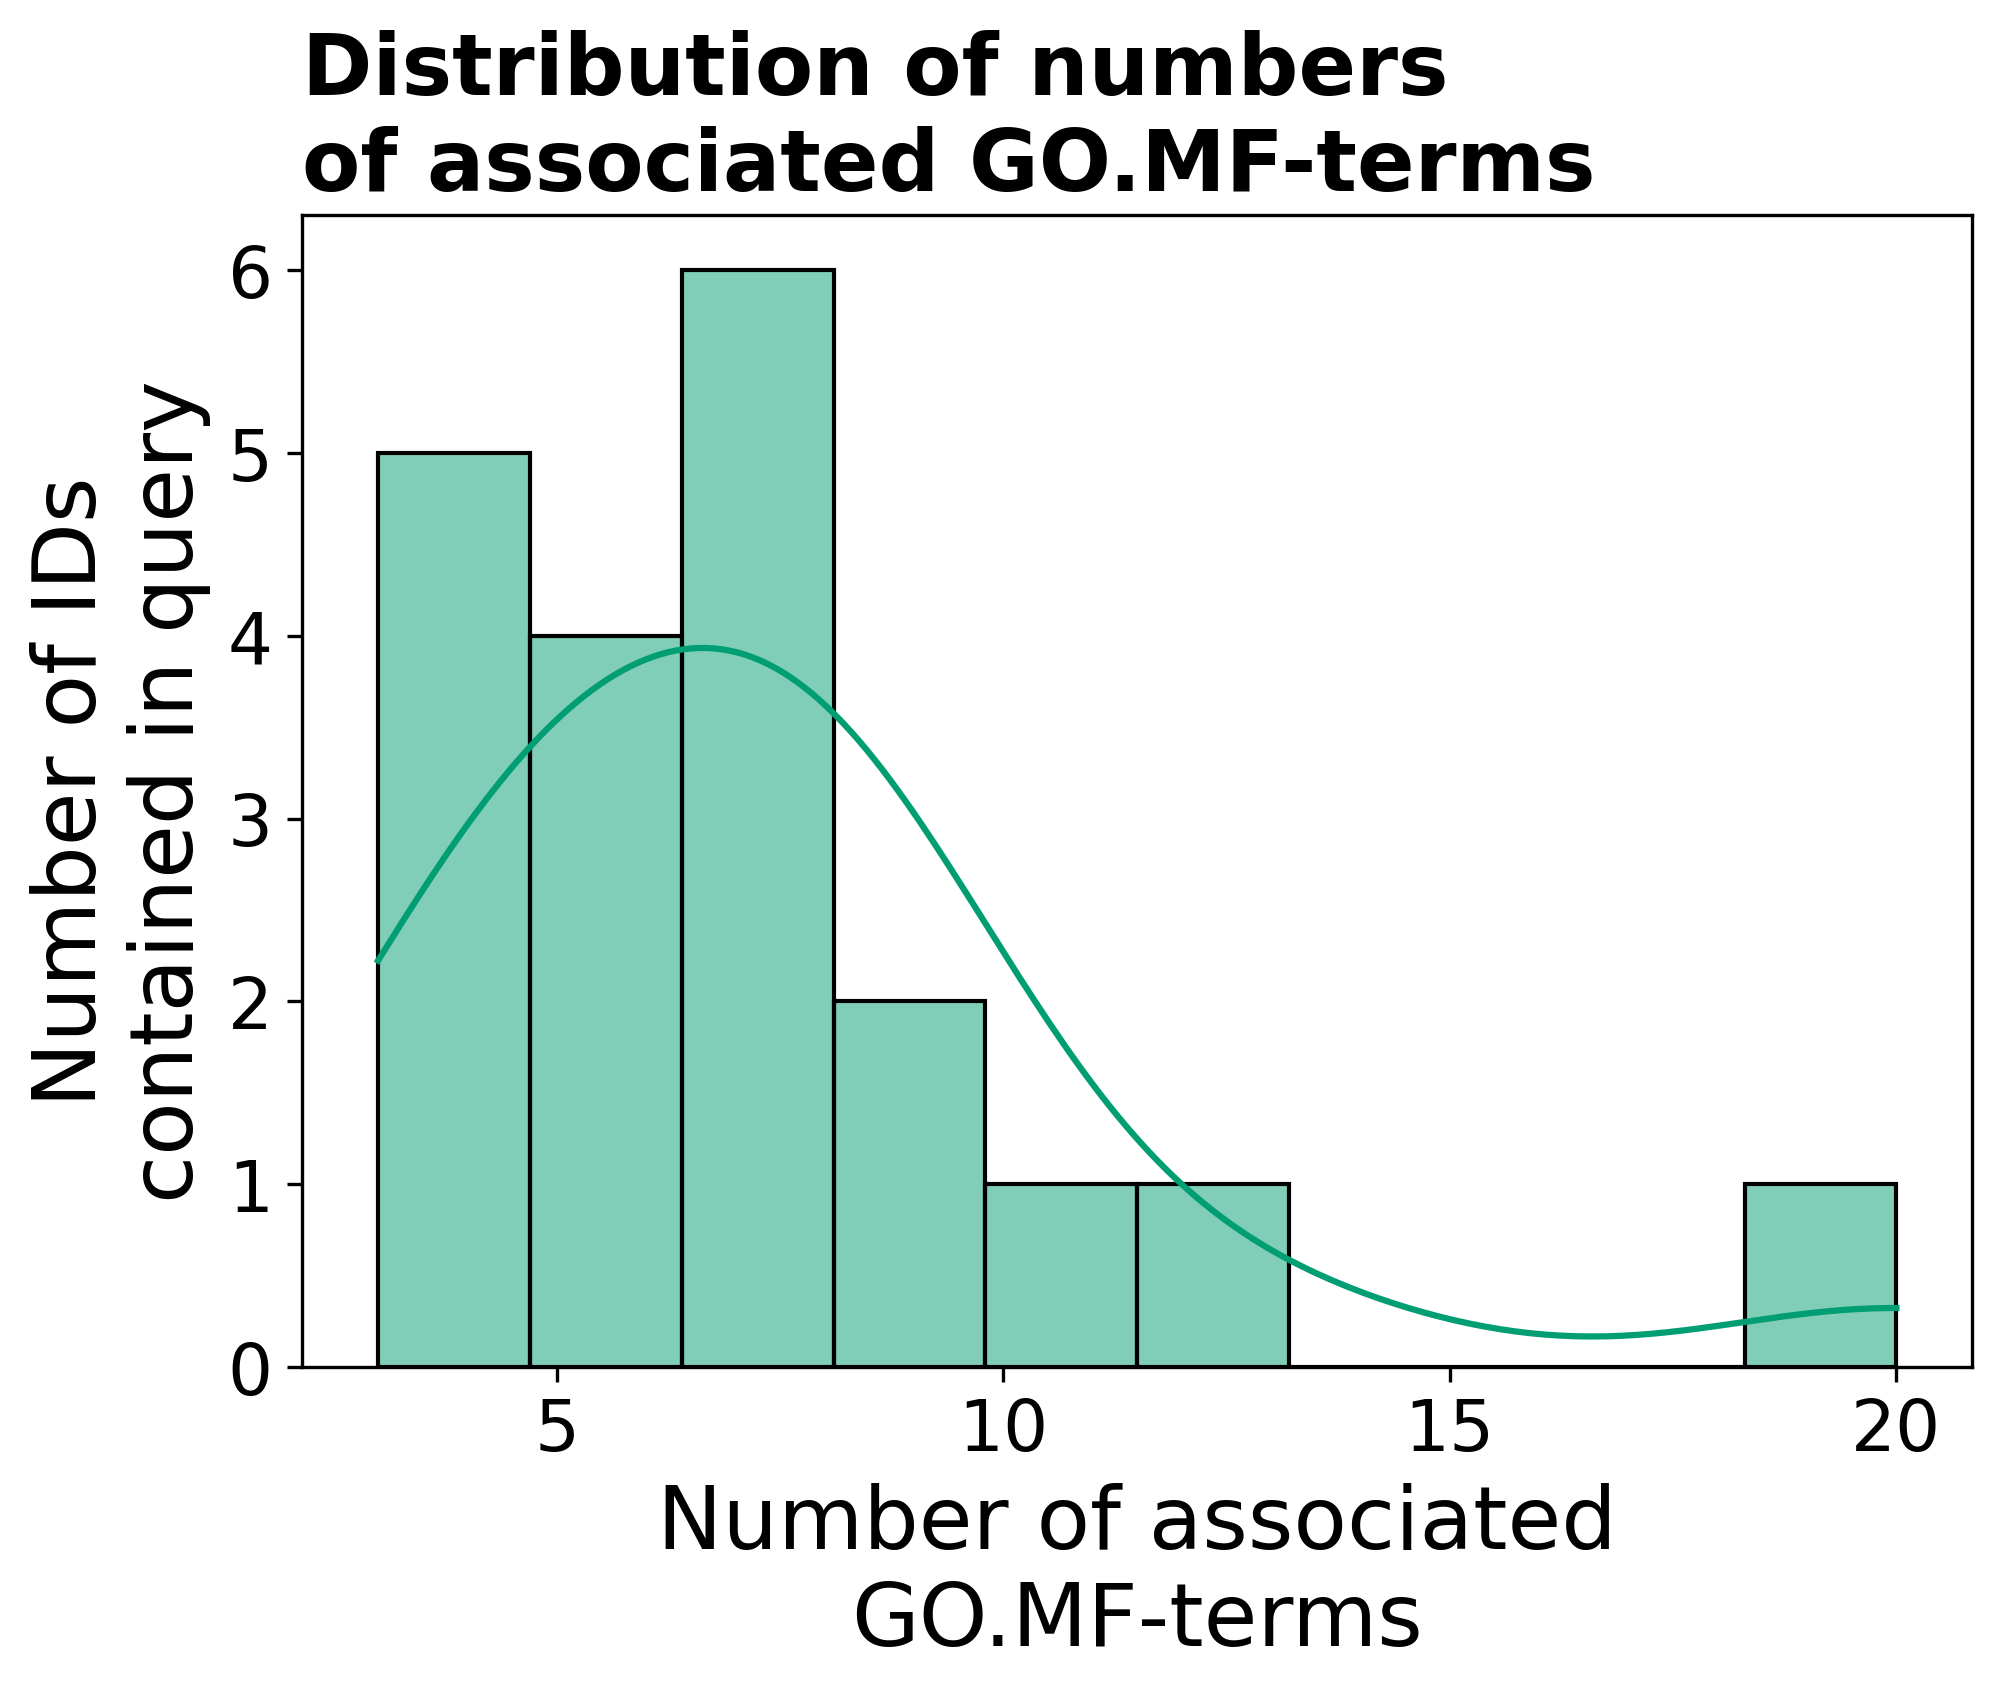 Distribution of numbers
of associated GO.MF-terms
Number of IDs
contained in query
6
5
4
3
2
1
0
5 10 15 20
Number of associated
GO.MF-terms